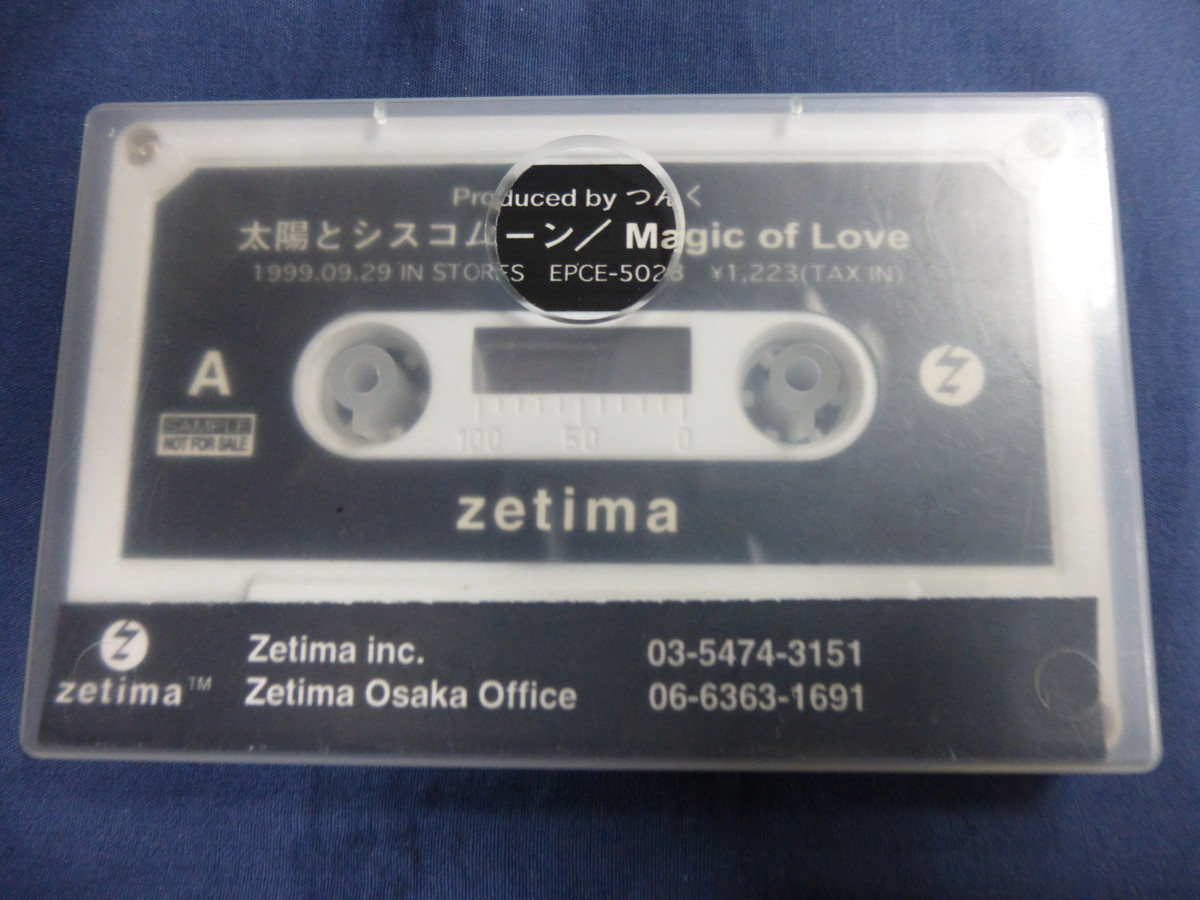 Produced by つんく
太陽とシスコムーン／Magic of Love
1999.09.29 IN STORES EPCE-5028 ¥1,223(TAX IN)
A
SAMPLE
NOT FOR SALE
100 50 0
zetima
zetima™
Zetima inc. 03-5474-3151
Zetima Osaka Office 06-6363-1691